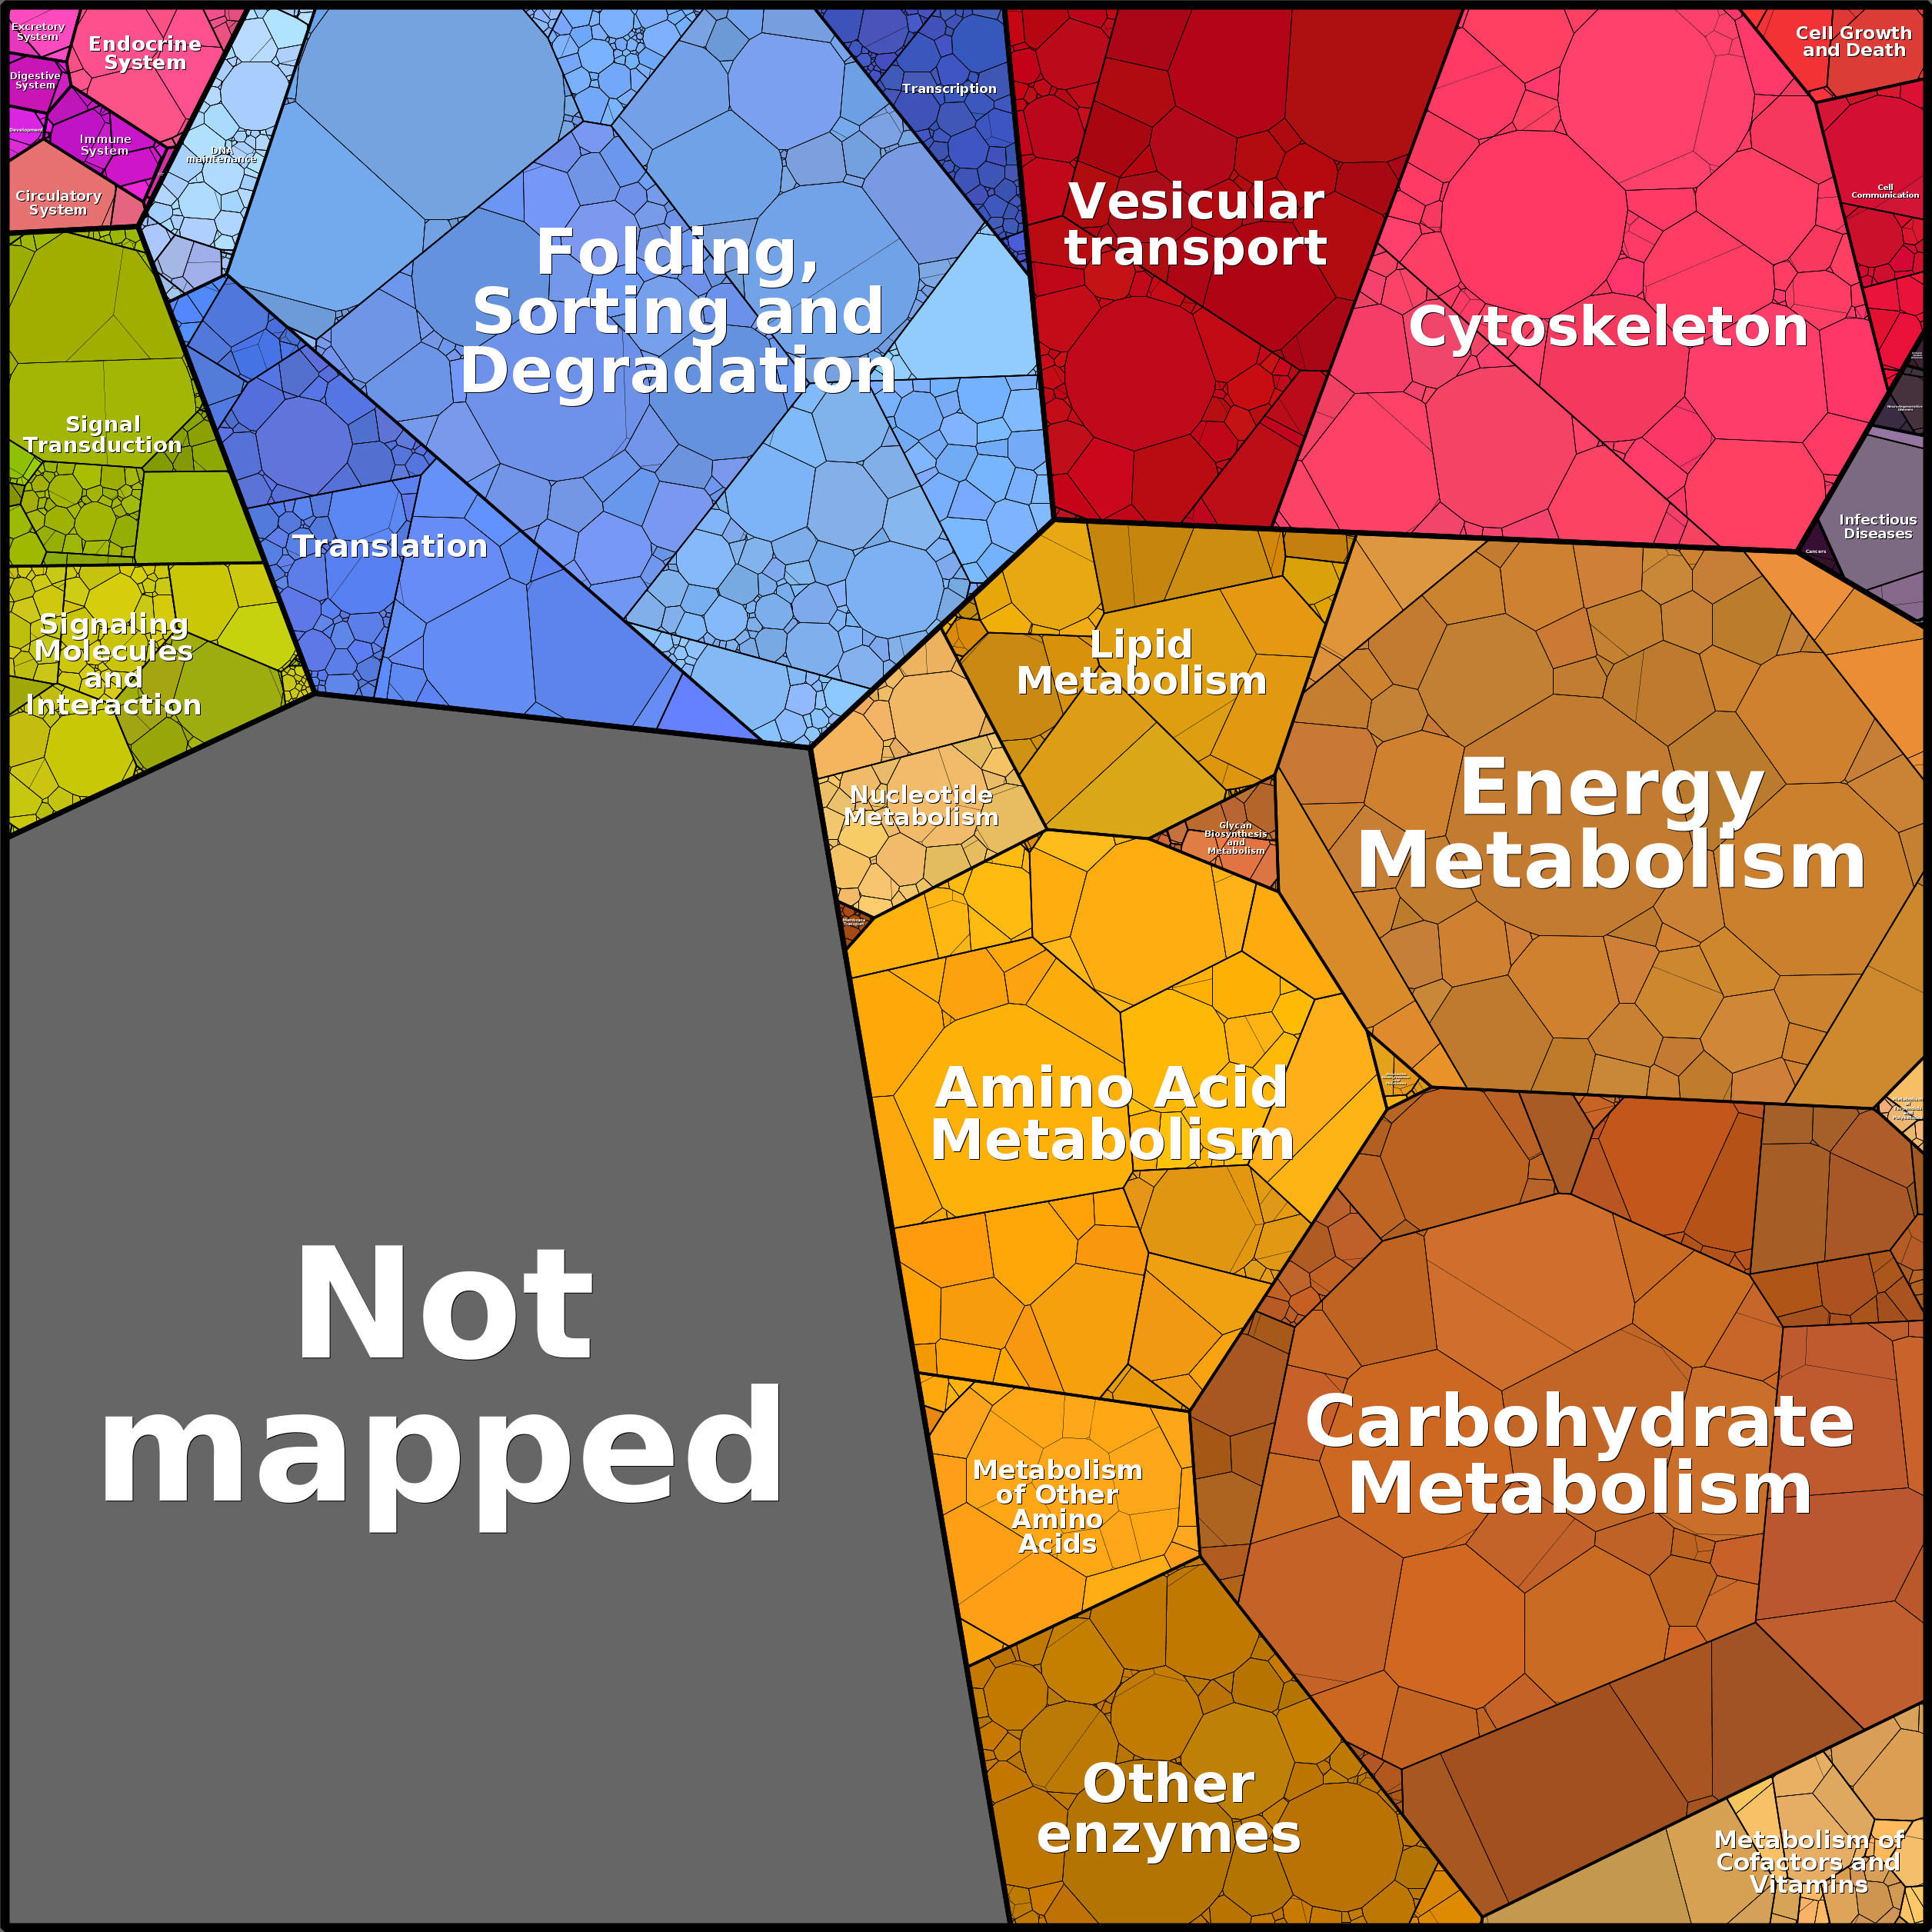 Excretory
System
Endocrine
System
Digestive
System
Development
Immune
System
Circulatory
System
DNA
maintenance
Transcription
Folding,
Sorting and
Degradation
Translation
Signal
Transduction
Signaling
Molecules
and
Interaction
Vesicular
transport
Cytoskeleton
Cell Growth
and Death
Cell
Communication
Infectious
Diseases
Cancers
Lipid
Metabolism
Nucleotide
Metabolism
Glycan
Biosynthesis
and
Metabolism
Membrane
Transport
Energy
Metabolism
Amino Acid
Metabolism
Not
mapped
Carbohydrate
Metabolism
Metabolism
of Other
Amino
Acids
Other
enzymes
Metabolism of
Cofactors and
Vitamins